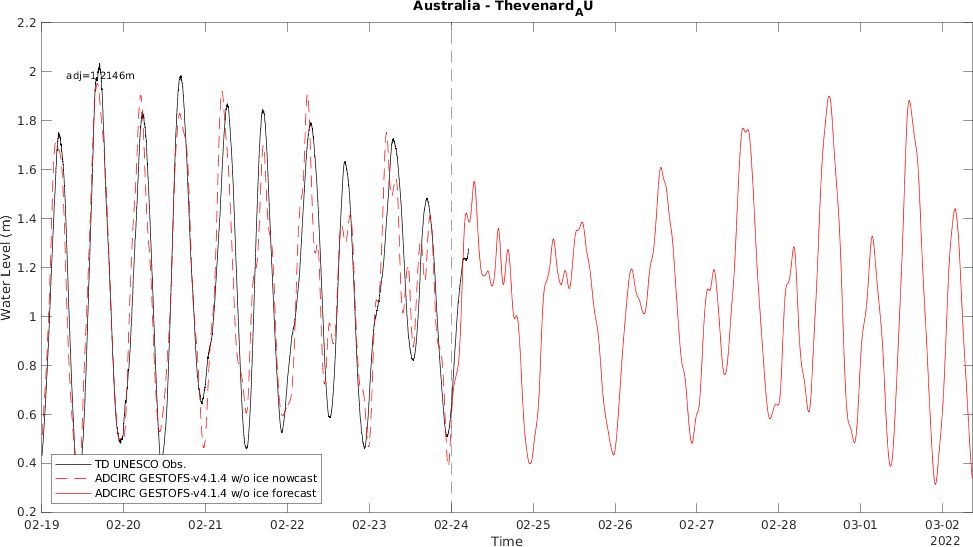 Australia - Thevenard_AU
2.2
2
1.8
1.6
1.4
1.2
1
0.8
0.6
0.4
0.2
Water Level (m)
adj=1.2146m
TD UNESCO Obs.
ADCIRC GESTOFS-v4.1.4 w/o ice nowcast
ADCIRC GESTOFS-v4.1.4 w/o ice forecast
02-19 02-20 02-21 02-22 02-23 02-24 02-25 02-26 02-27 02-28 03-01 03-02
Time
2022